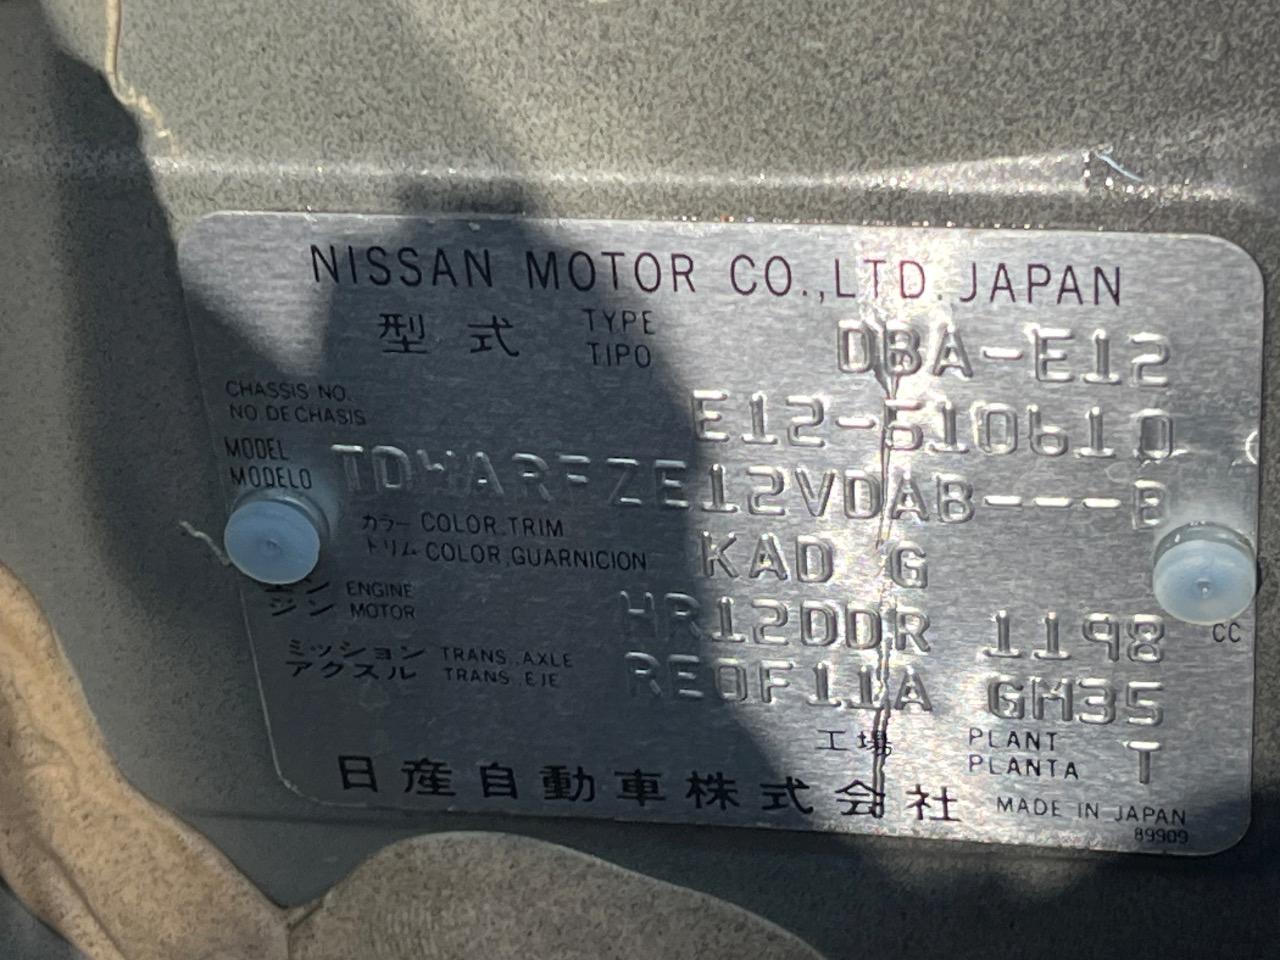 NISSAN MOTOR CO.,LTD. JAPAN
型式 TYPE TIPO DBA-E12
CHASSIS NO. NO. DE CHASIS E12-610610
MODEL MODELO TDWARFZE12VDAB---B
カラー COLOR.TRIM
トリム COLOR,GUARNICION KAD G
エンジン ENGINE MOTOR HR12DDR 1198 CC
ミッション TRANS.,AXLE
アクスル TRANS.,EJE RE0F11A GM35
工場 PLANT PLANTA T
日産自動車株式会社 MADE IN JAPAN
89909